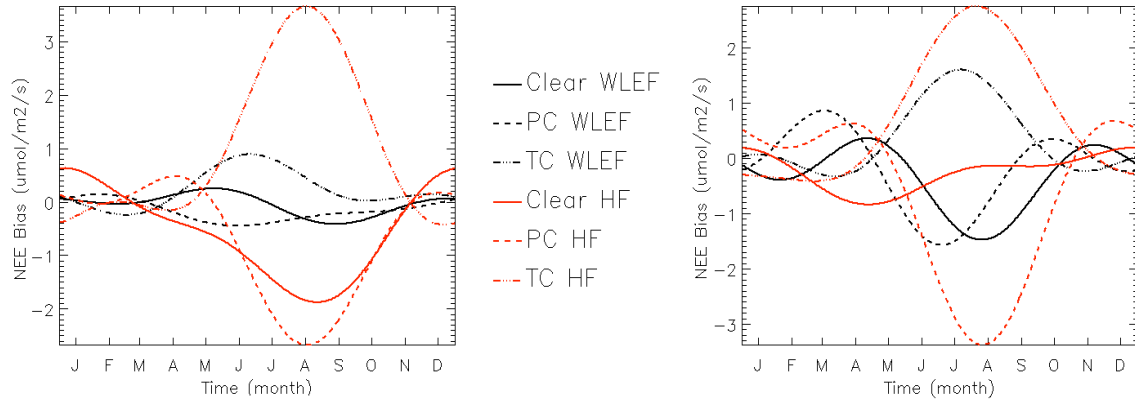 NEE Bias (umol/m2/s)
3
2
1
0
-1
-2
J F M A M J J A S O N D
Time (month)
Clear WLEF
PC WLEF
TC WLEF
Clear HF
PC HF
TC HF
NEE Bias (umol/m2/s)
2
1
0
-1
-2
-3
J F M A M J J A S O N D
Time (month)